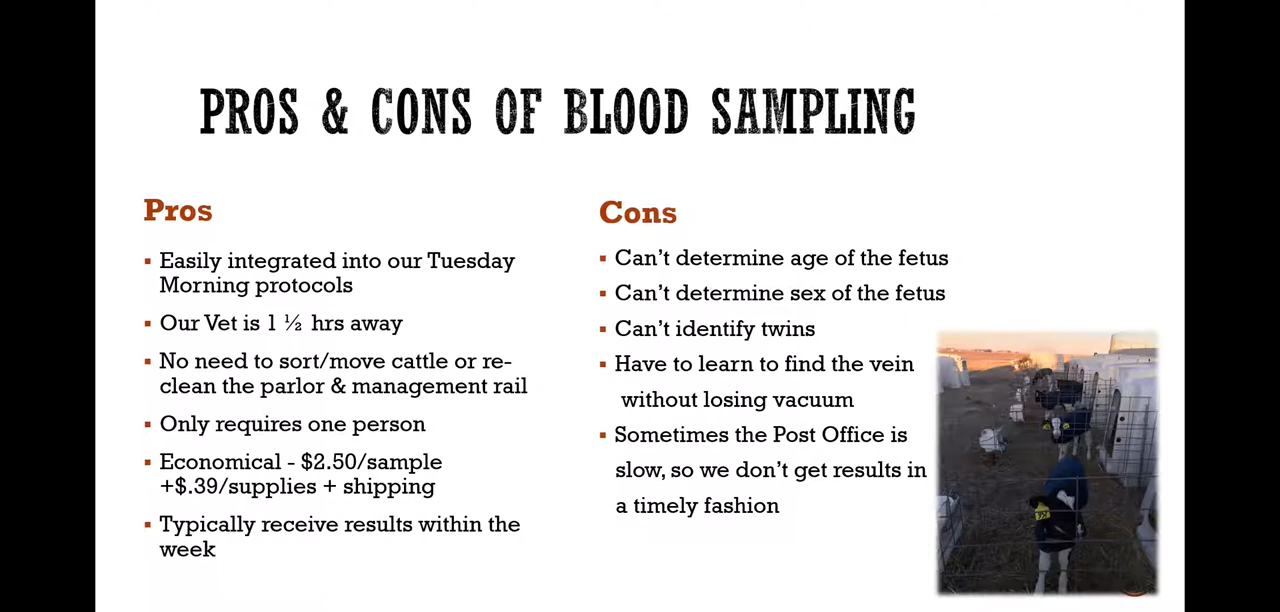 PROS & CONS OF BLOOD SAMPLING
Pros
▪ Easily integrated into our Tuesday
Morning protocols
▪ Our Vet is 1 ½ hrs away
▪ No need to sort/move cattle or re-
clean the parlor & management rail
▪ Only requires one person
▪ Economical - $2.50/sample
+$.39/supplies + shipping
▪ Typically receive results within the
week
Cons
▪ Can't determine age of the fetus
▪ Can't determine sex of the fetus
▪ Can't identify twins
▪ Have to learn to find the vein
without losing vacuum
▪ Sometimes the Post Office is
slow, so we don't get results in
a timely fashion